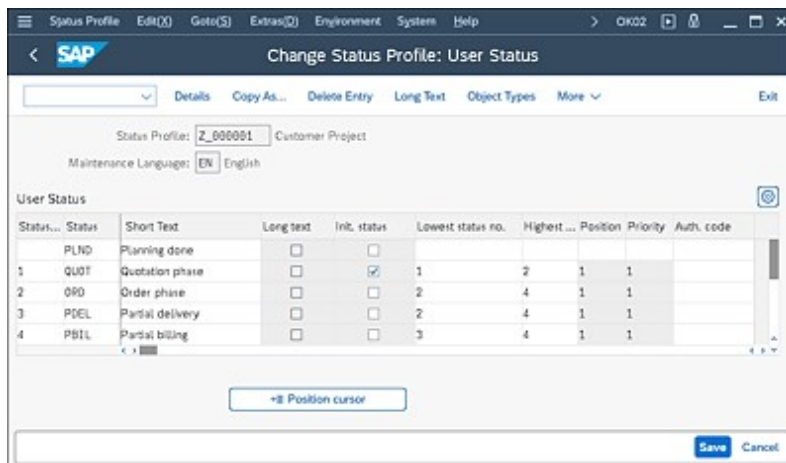 Status Profile Edit(X) Goto(S) Extras(D) Environment System Help OK02
SAP Change Status Profile: User Status
Details Copy As... Delete Entry Long Text Object Types More Exit
Status Profile: Z_000001 Customer Project
Maintenance Language: EN English
User Status
Status... Status Short Text Long text Init. status Lowest status no. Highest ... Position Priority Auth. code
PLND Planning done
1 QUOT Quotation phase 1 2 1 1
2 ORD Order phase 2 4 1 1
3 PDEL Partial delivery 2 4 1 1
4 PBIL Partial billing 3 4 1 1
Position cursor
Save Cancel